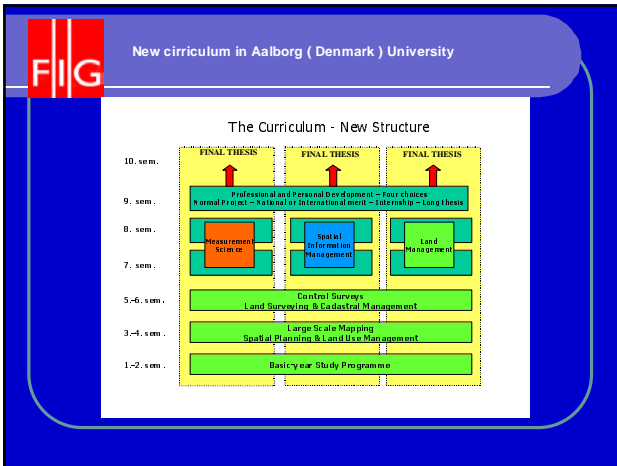 New cirriculum in Aalborg ( Denmark ) University
FIG
The Curriculum - New Structure
10. sem.
FINAL THESIS
FINAL THESIS
FINAL THESIS
9. sem.
Professional and Personal Development – Four choices
Normal Project – National or International merit – Internship – Long thesis
8. sem.
Measurement
Science
Spatial
Information
Management
Land
Management
7. sem.
5.-6. sem.
Control Surveys
Land Surveying & Cadastral Management
3.-4. sem.
Large Scale Mapping
Spatial Planning & Land Use Management
1.-2. sem.
Basic-year Study Programme